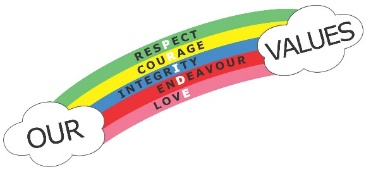 OUR
VALUES
RESPECT
COURAGE
INTEGRITY
ENDEAVOUR
LOVE